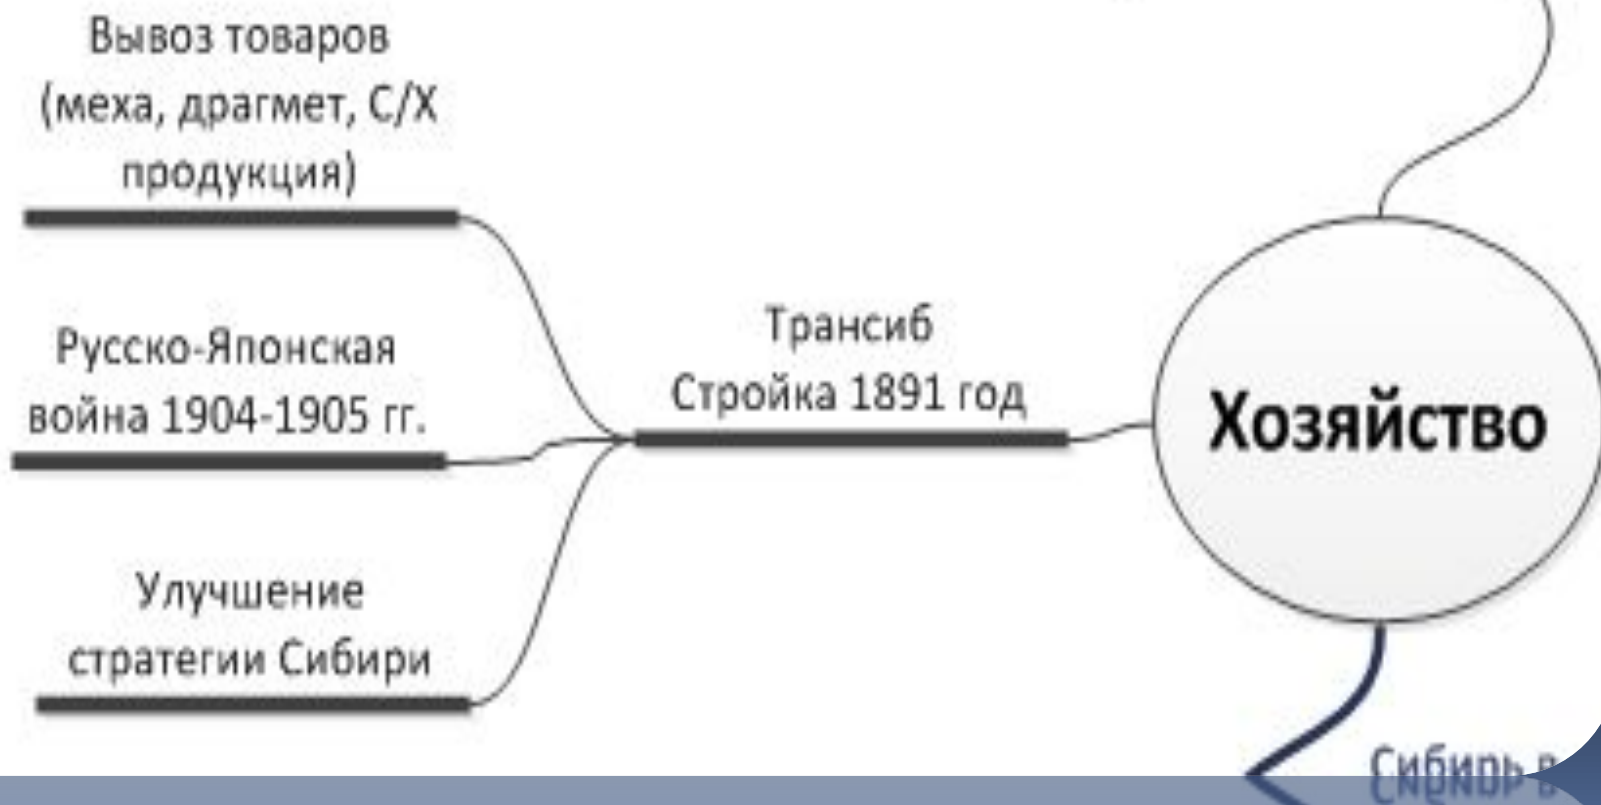 Вывоз товаров
(меха, драгмет, С/Х
продукция)
Русско-Японская
война 1904-1905 гг.
Улучшение
стратегии Сибири
Трансиб
Стройка 1891 год
Хозяйство
Сибирь в